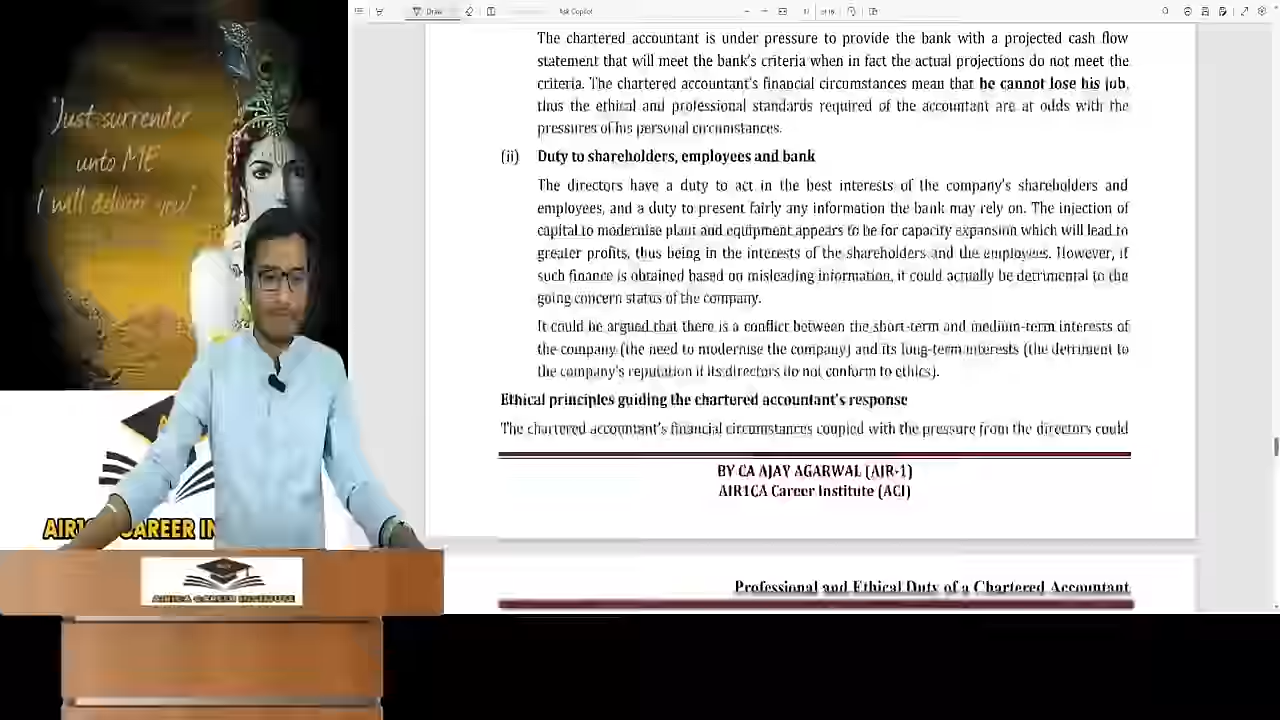 Just surrender
unto ME
I will deliver you!
Draw
Ask Copilot
The chartered accountant is under pressure to provide the bank with a projected cash flow
statement that will meet the bank's criteria when in fact the actual projections do not meet the
criteria. The chartered accountant's financial circumstances mean that he cannot lose his job,
thus the ethical and professional standards required of the accountant are at odds with the
pressures of his personal circumstances.
(ii) Duty to shareholders, employees and bank
The directors have a duty to act in the best interests of the company's shareholders and
employees, and a duty to present fairly any information the bank may rely on. The injection of
capital to modernise plant and equipment appears to be for capacity expansion which will lead to
greater profits, thus being in the interests of the shareholders and the employees. However, if
such finance is obtained based on misleading information, it could actually be detrimental to the
going concern status of the company.
It could be argued that there is a conflict between the short-term and medium-term interests of
the company (the need to modernise the company) and its long-term interests (the detriment to
the company's reputation if its directors do not conform to ethics).
Ethical principles guiding the chartered accountant's response
The chartered accountant's financial circumstances coupled with the pressure from the directors could
BY CA AJAY AGARWAL (AIR-1)
AIR1CA Career Institute (ACI)
Professional and Ethical Duty of a Chartered Accountant
AIR1CA CAREER INSTITUTE